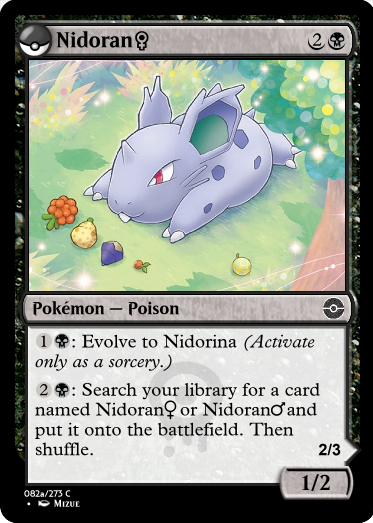 Nidoran♀ 2
Pokémon — Poison
1: Evolve to Nidorina (Activate
only as a sorcery.)
2: Search your library for a card
named Nidoran♀ or Nidoran♂ and
put it onto the battlefield. Then
shuffle.
2/3
1/2
082a/273 C
• Mizue